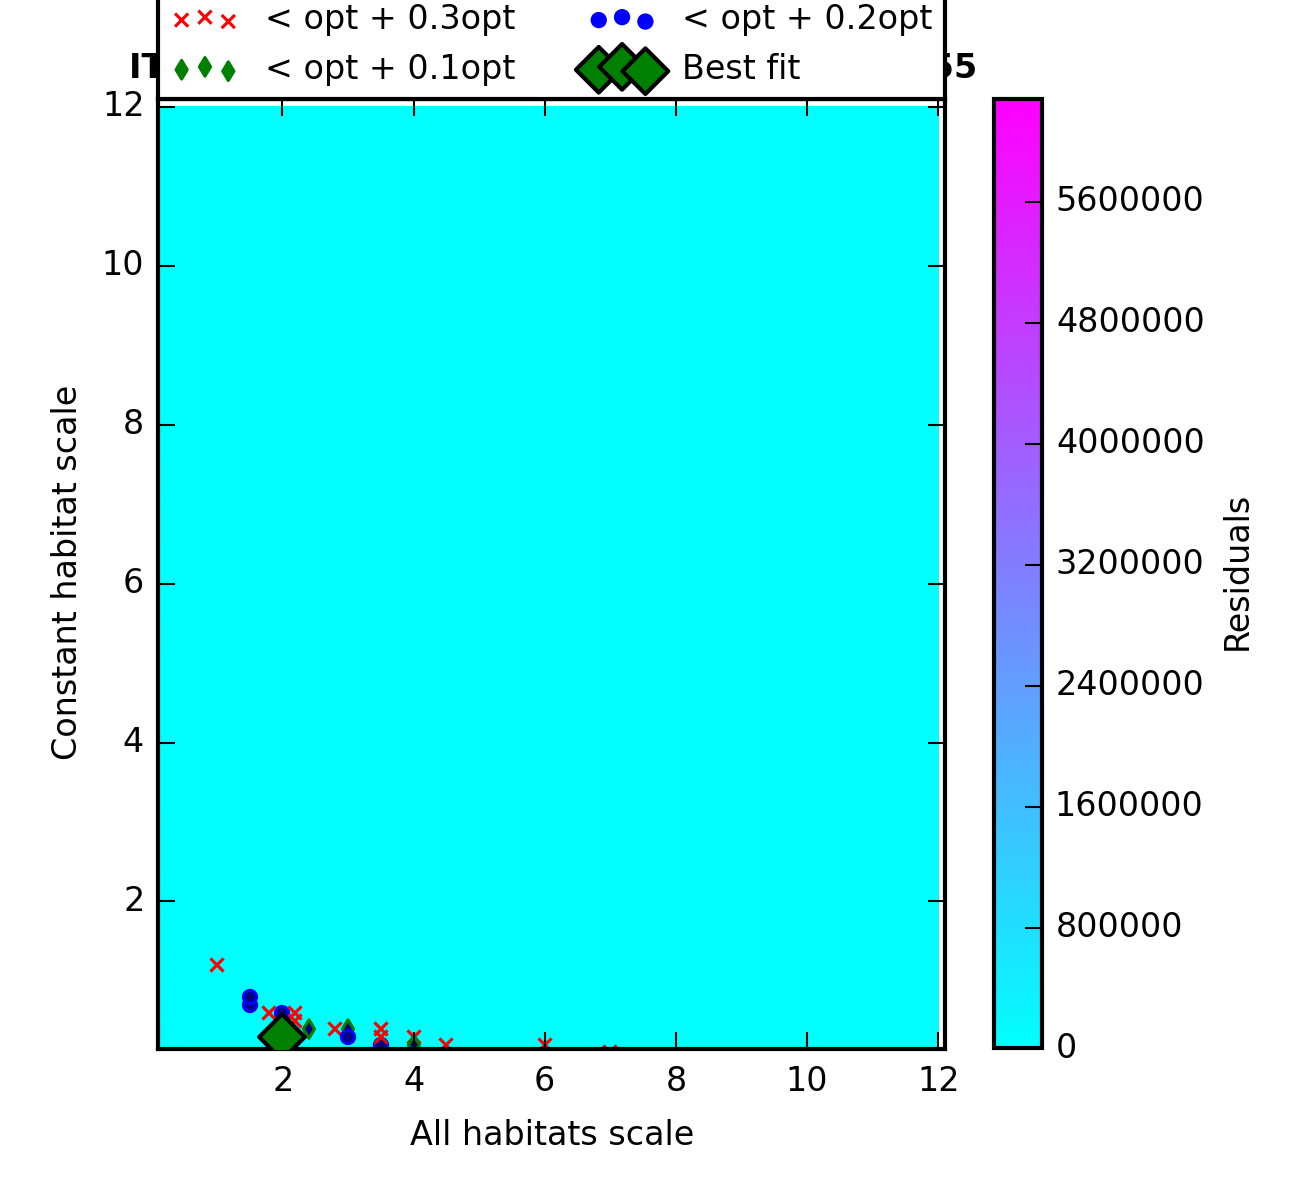 < opt + 0.3opt
< opt + 0.2opt
< opt + 0.1opt
Best fit
12
10
8
6
4
2
Constant habitat scale
2
4
6
8
10
12
All habitats scale
5600000
4800000
4000000
3200000
2400000
1600000
800000
0
Residuals